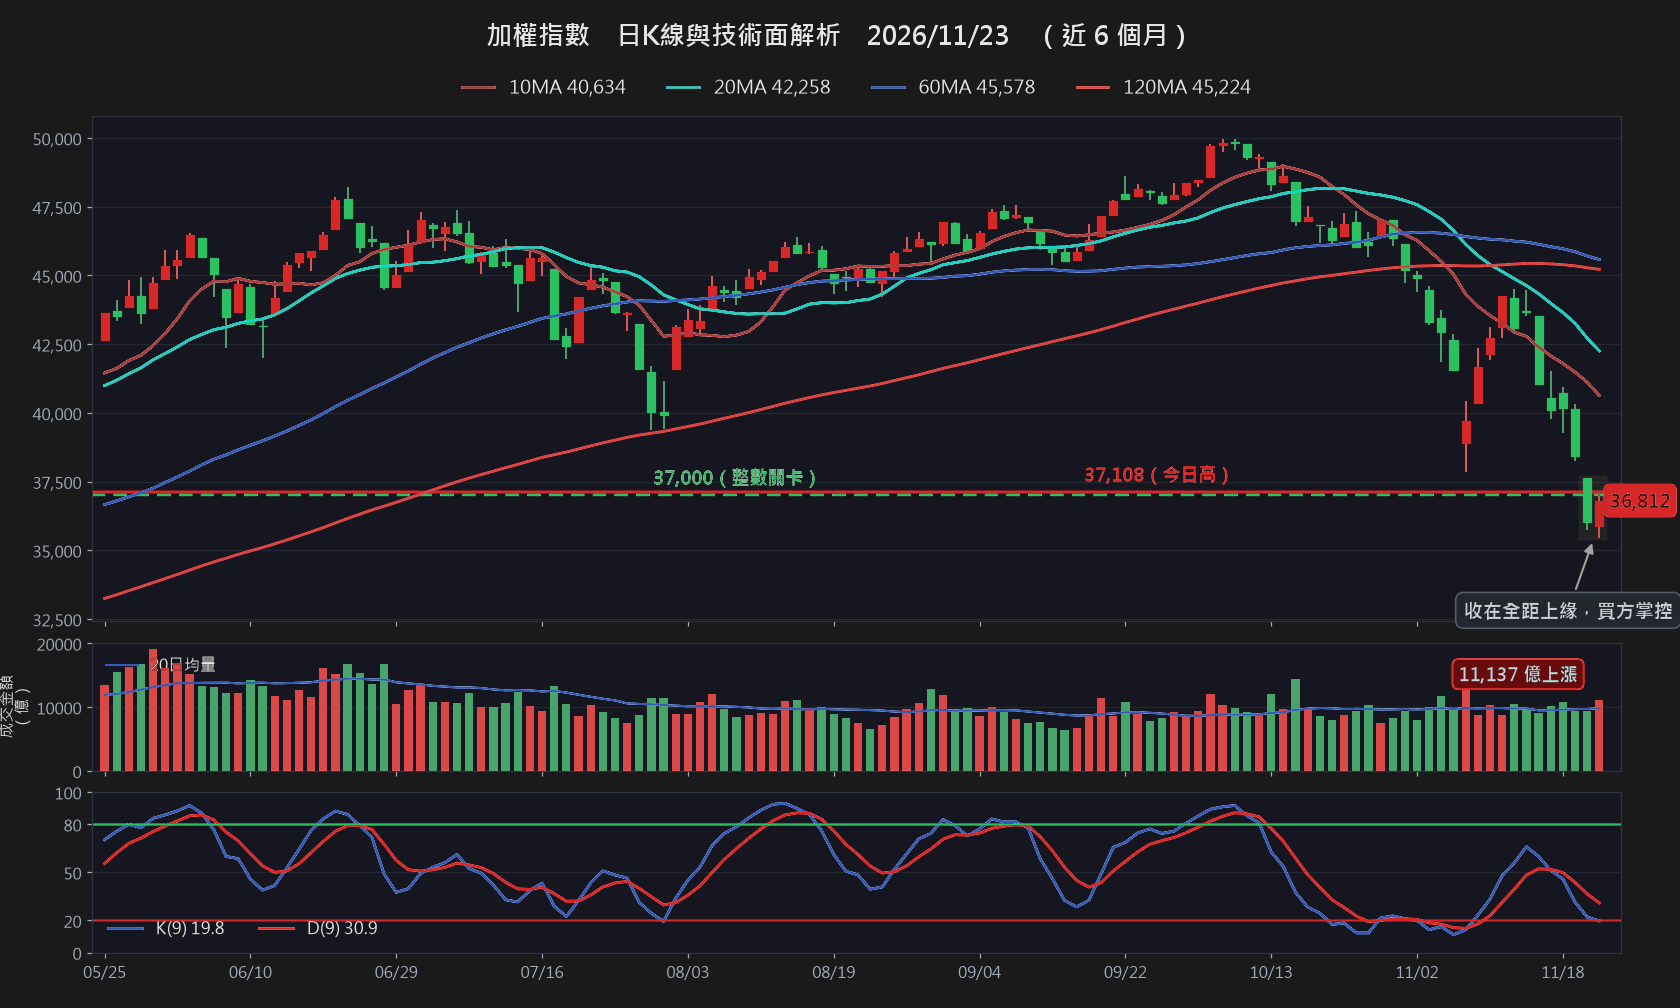 加權指數　日K線與技術面解析　2026/11/23　（近 6 個月）
10MA 40,634　20MA 42,258　60MA 45,578　120MA 45,224
50,000
47,500
45,000
42,500
40,000
37,500
35,000
32,500
37,000（整數關卡）
37,108（今日高）
36,812
收在全距上緣，買方掌控
20000
10000
0
成交金額
（億）
20日均量
11,137 億上漲
100
80
50
20
0
K(9) 19.8　D(9) 30.9
05/25　06/10　06/29　07/16　08/03　08/19　09/04　09/22　10/13　11/02　11/18